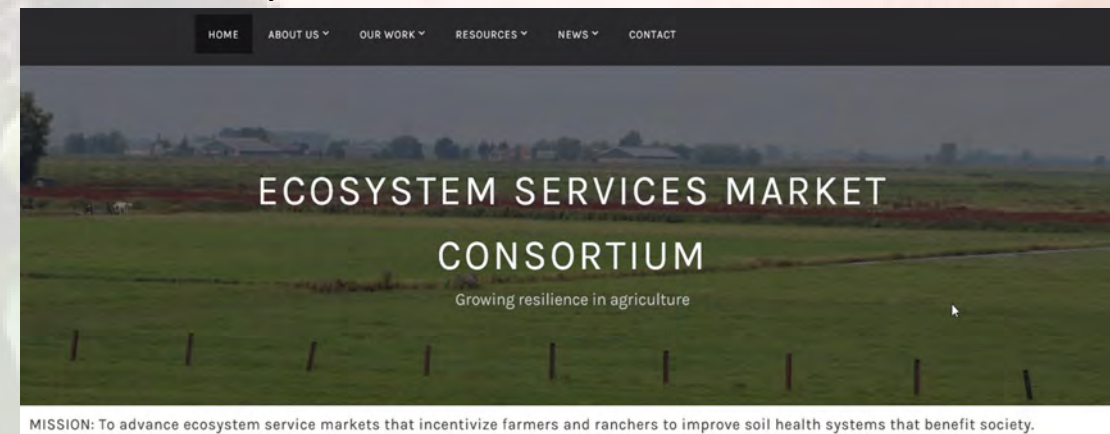 HOME ABOUT US OUR WORK RESOURCES NEWS CONTACT
ECOSYSTEM SERVICES MARKET
CONSORTIUM
Growing resilience in agriculture
MISSION: To advance ecosystem service markets that incentivize farmers and ranchers to improve soil health systems that benefit society.